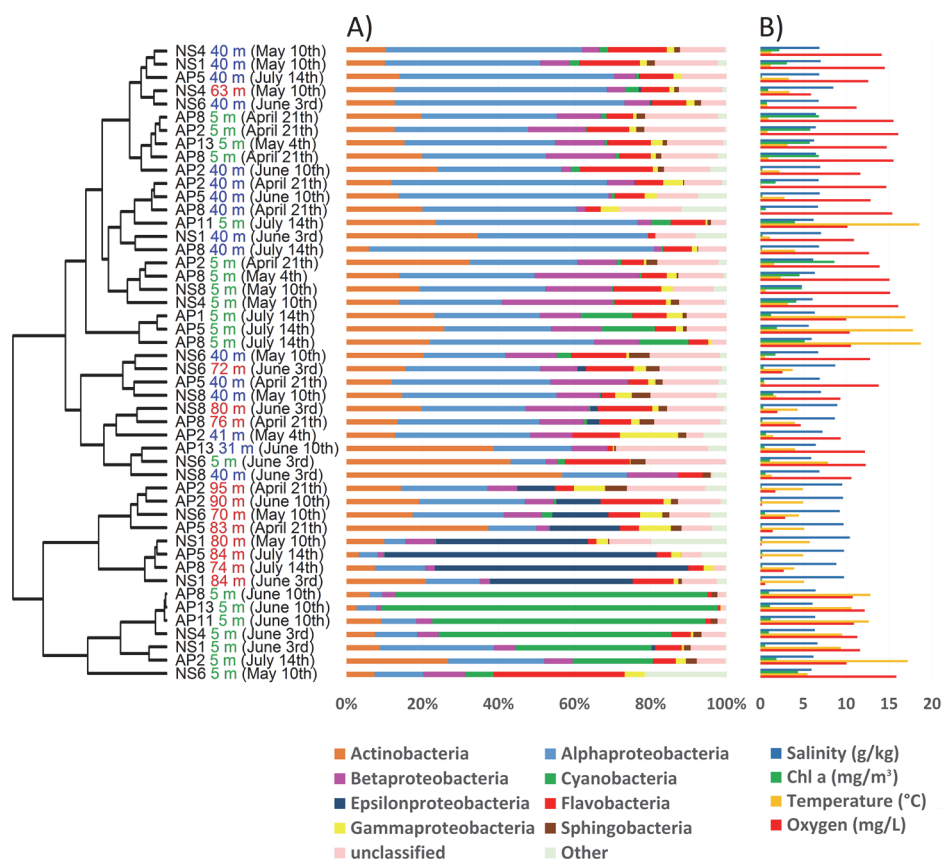 A)
B)
NS4 40 m (May 10th)
NS1 40 m (May 10th)
AP5 40 m (July 14th)
NS4 63 m (May 10th)
NS6 40 m (June 3rd)
AP8 5 m (April 21th)
AP2 5 m (April 21th)
AP13 5 m (May 4th)
AP8 5 m (April 21th)
AP2 40 m (June 10th)
AP2 40 m (April 21th)
AP5 40 m (June 10th)
AP8 40 m (April 21th)
AP11 5 m (July 14th)
NS1 40 m (June 3rd)
AP8 40 m (July 14th)
AP2 5 m (April 21th)
AP8 5 m (May 4th)
NS8 5 m (May 10th)
NS4 5 m (May 10th)
AP1 5 m (July 14th)
AP5 5 m (July 14th)
AP8 5 m (July 14th)
NS6 40 m (May 10th)
NS6 72 m (June 3rd)
AP5 40 m (April 21th)
NS8 40 m (May 10th)
NS8 80 m (June 3rd)
AP8 76 m (April 21th)
AP2 41 m (May 4th)
AP13 31 m (June 10th)
NS6 5 m (June 3rd)
NS8 40 m (June 3rd)
AP2 95 m (April 21th)
AP2 90 m (June 10th)
NS6 70 m (May 10th)
AP5 83 m (April 21th)
NS1 80 m (May 10th)
AP5 84 m (July 14th)
AP8 74 m (July 14th)
NS1 84 m (June 3rd)
AP8 5 m (June 10th)
AP13 5 m (June 10th)
AP11 5 m (June 10th)
NS4 5 m (June 3rd)
NS1 5 m (June 3rd)
AP2 5 m (July 14th)
NS6 5 m (May 10th)
0% 20% 40% 60% 80% 100%
0 5 10 15 20
Actinobacteria
Alphaproteobacteria
Betaproteobacteria
Cyanobacteria
Epsilonproteobacteria
Flavobacteria
Gammaproteobacteria
Sphingobacteria
unclassified
Other
Salinity (g/kg)
Chl a (mg/m³)
Temperature (°C)
Oxygen (mg/L)